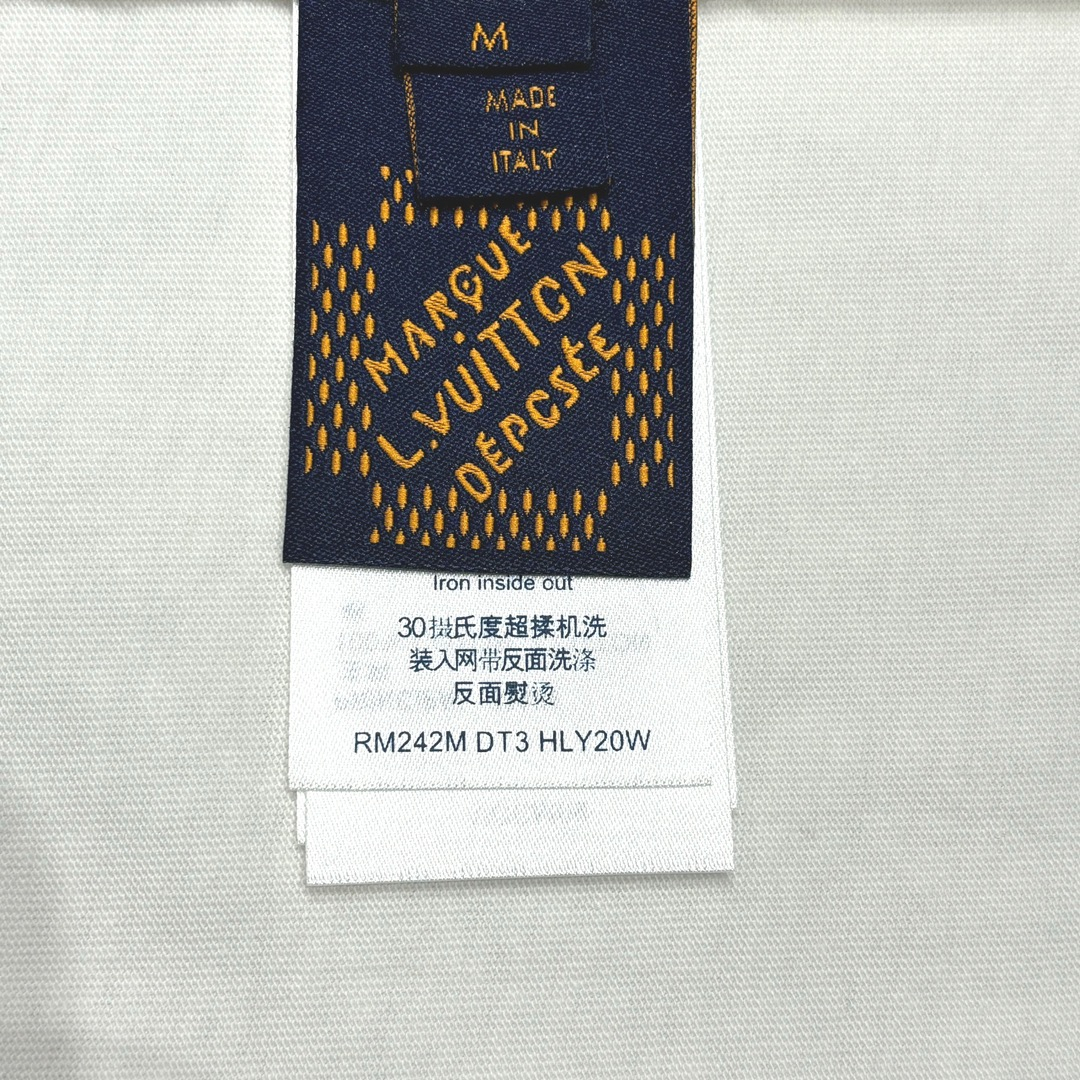 M
MADE
IN
ITALY
MARQUE
L.VUITTON
DÉPOSÉE
Iron inside out
30摄氏度超揉机洗
装入网带反面洗涤
反面熨烫
RM242M DT3 HLY20W